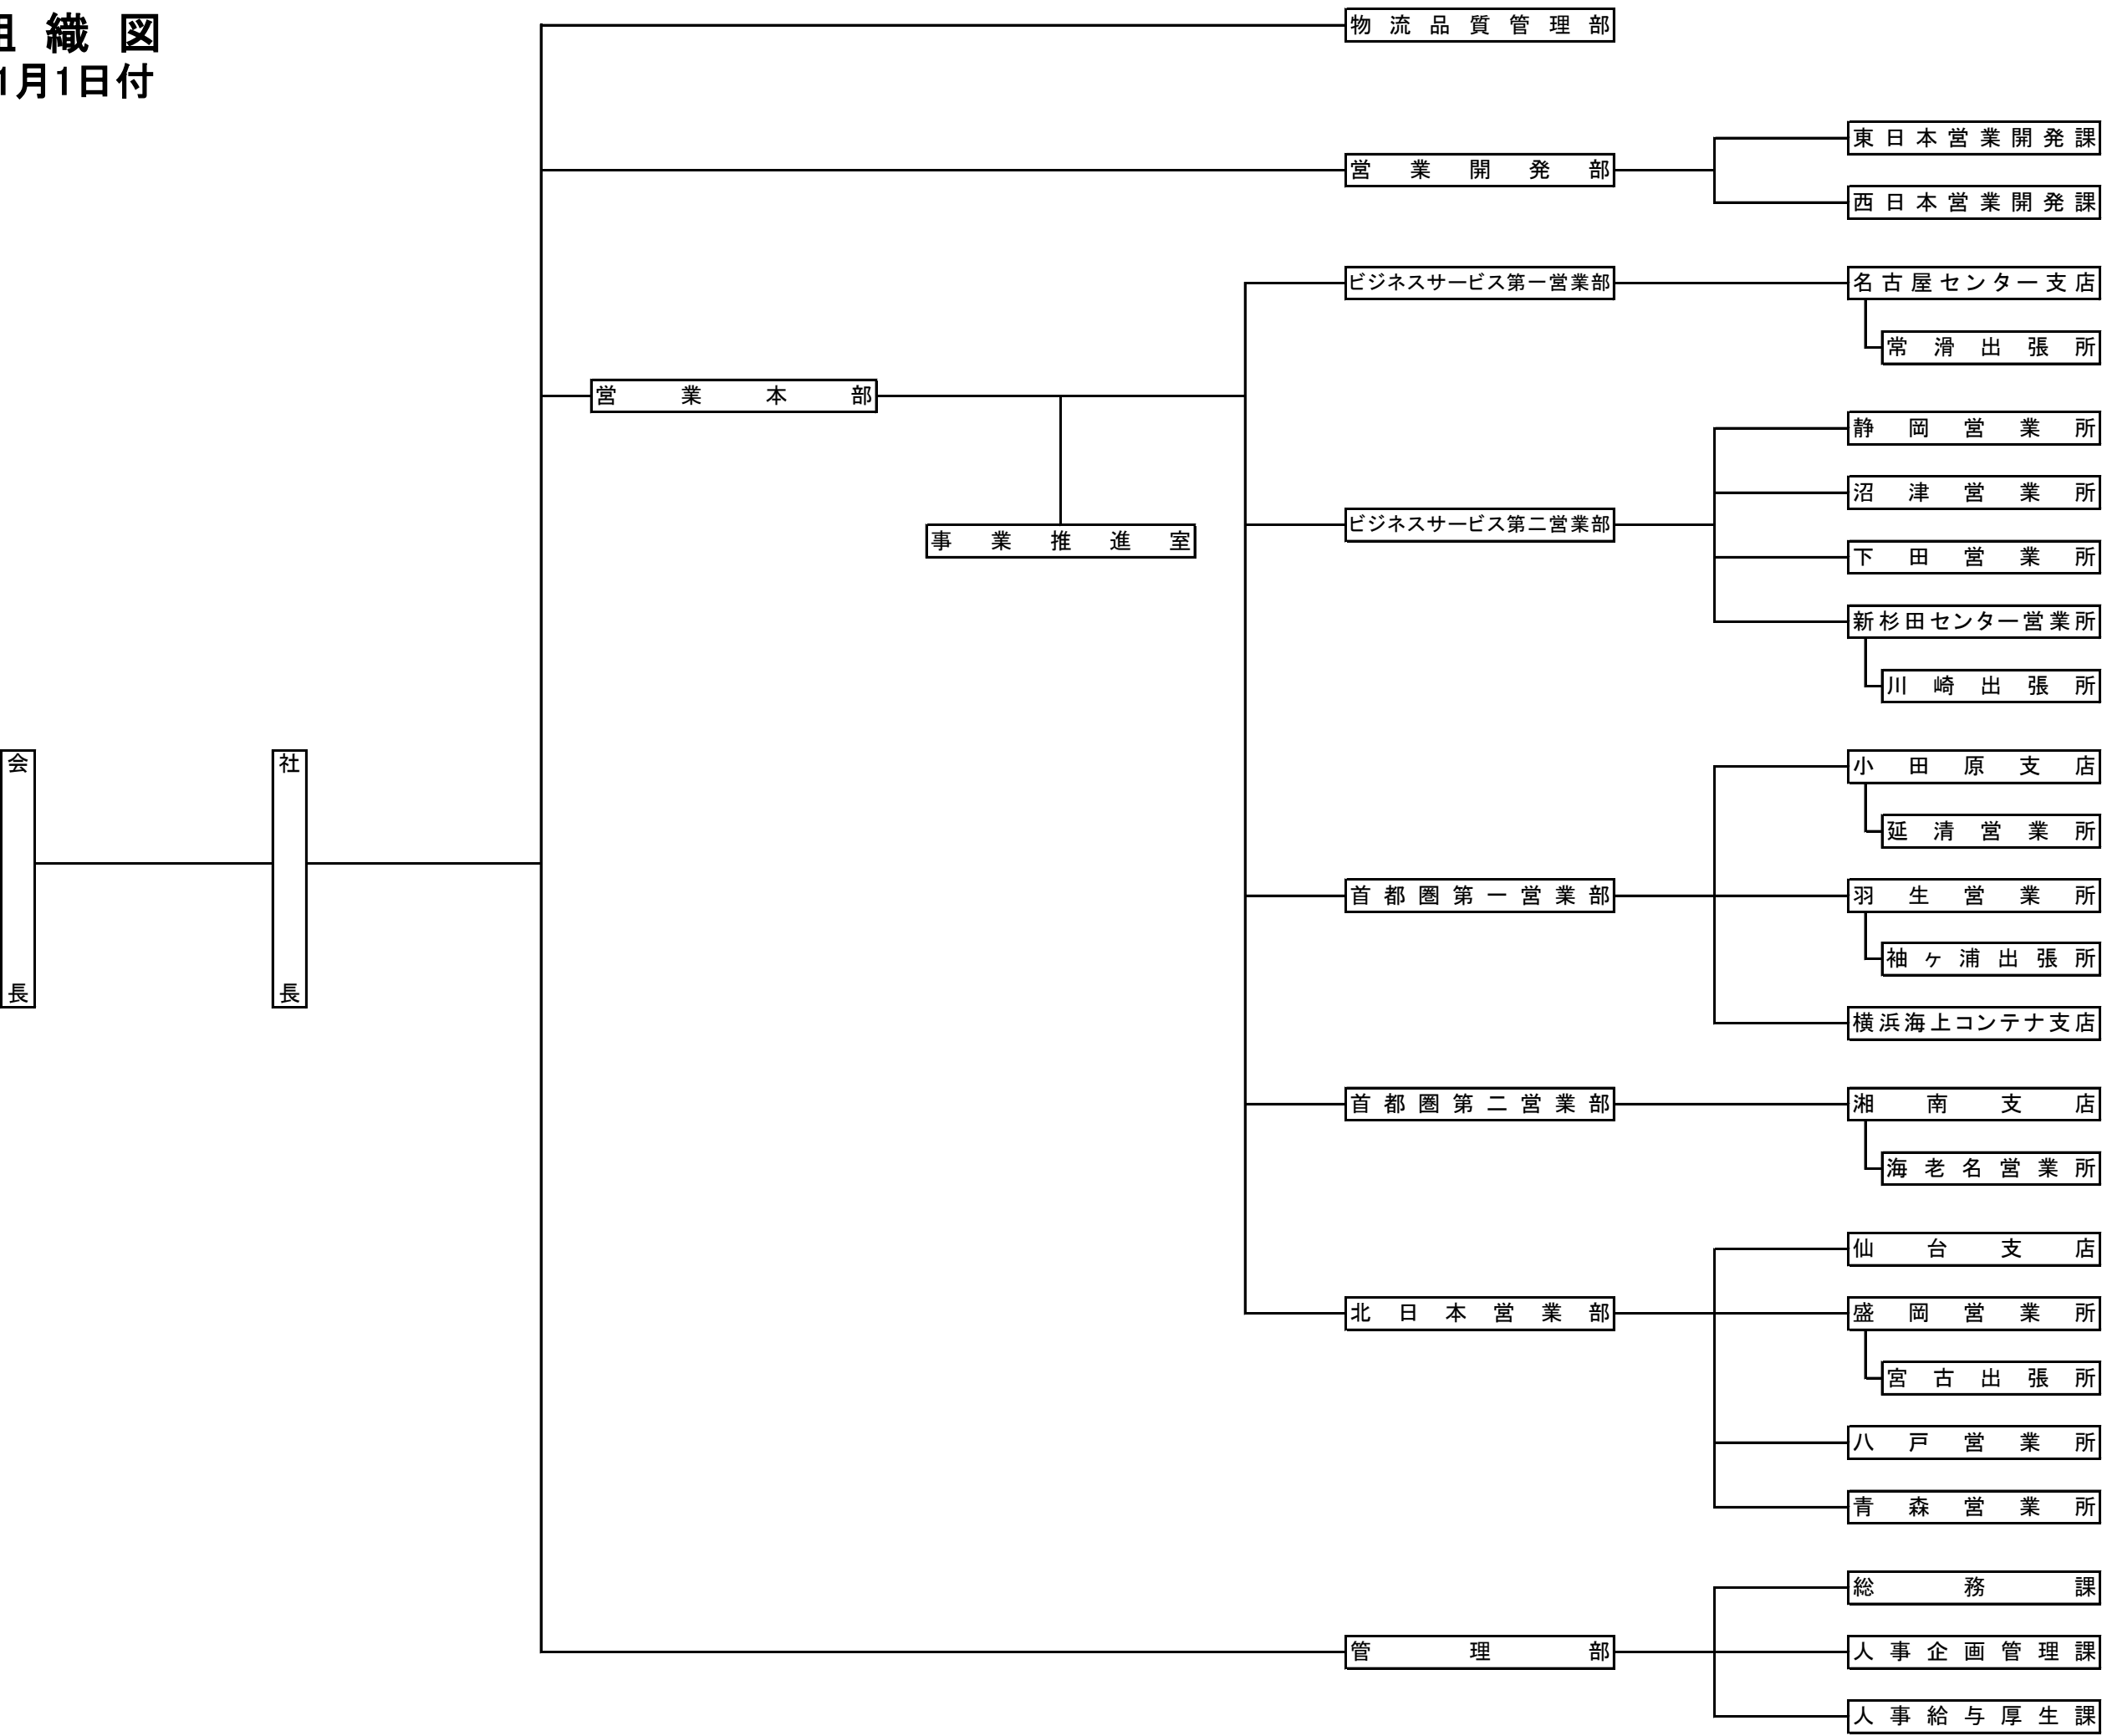 組織図
1月1日付
物流品質管理部
東日本営業開発課
営業開発部
西日本営業開発課
ビジネスサービス第一営業部
名古屋センター支店
常滑出張所
営業本部
静岡営業所
沼津営業所
ビジネスサービス第二営業部
事業推進室
下田営業所
新杉田センター営業所
川崎出張所
会長
社長
小田原支店
延清営業所
首都圏第一営業部
羽生営業所
袖ヶ浦出張所
横浜海上コンテナ支店
首都圏第二営業部
湘南支店
海老名営業所
仙台支店
北日本営業部
盛岡営業所
宮古出張所
八戸営業所
青森営業所
総務課
管理部
人事企画管理課
人事給与厚生課